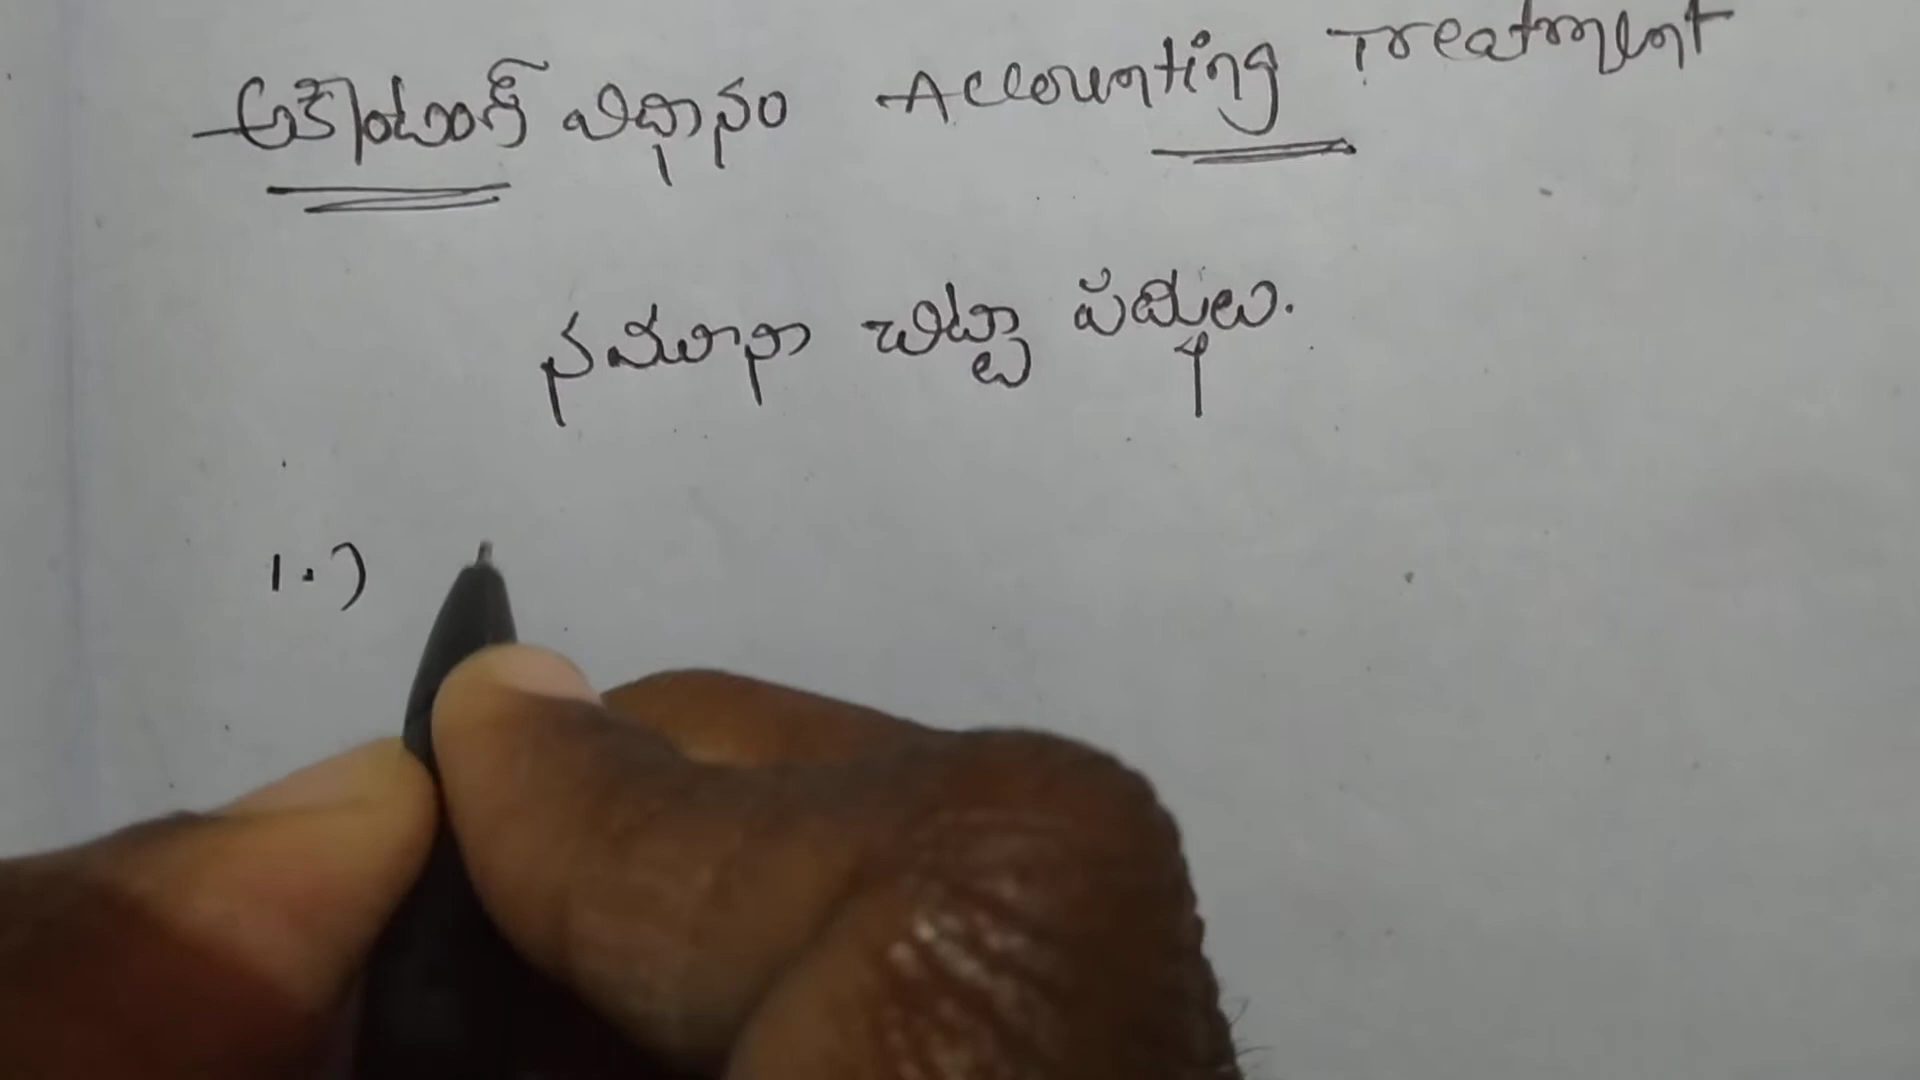 అకౌంటింగ్ విధానం Accounting Treatment
నమూనా చిట్టా పద్దులు.
1.)